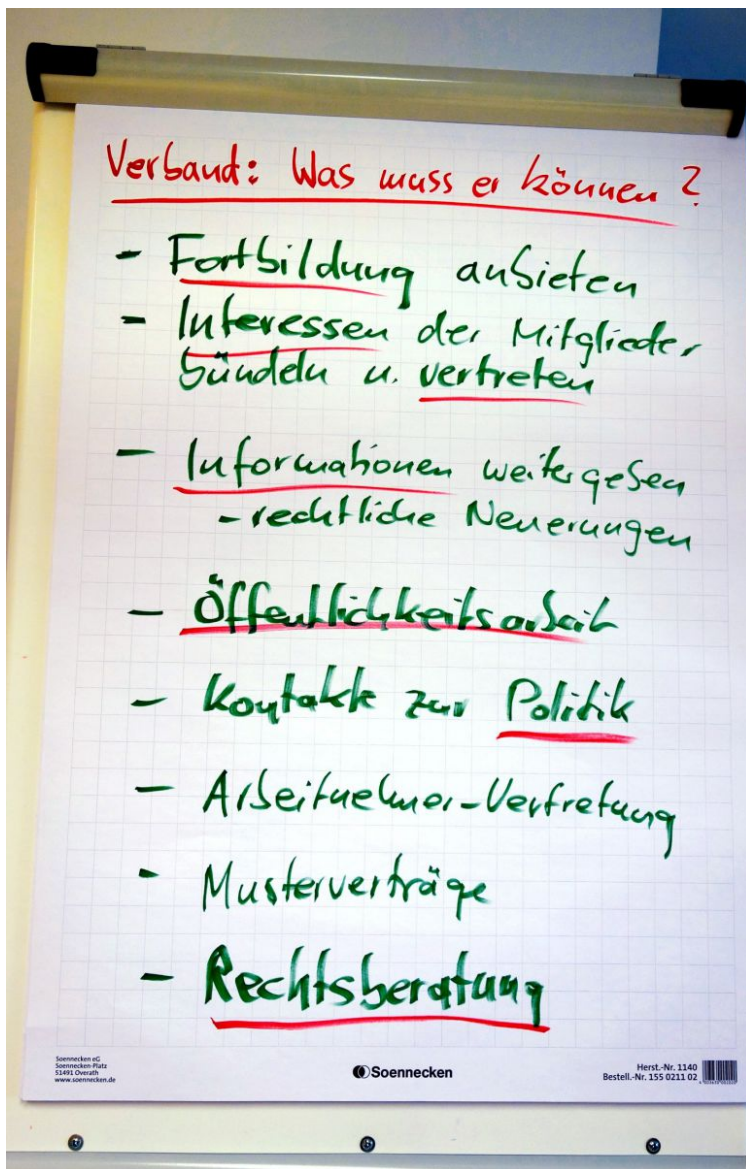 Verband: Was muss er können?
- Fortbildung anbieten
- Interessen der Mitglieder
bündeln u. vertreten
- Informationen weitergeben
- rechtliche Neuerungen
- Öffentlichkeitsarbeit
- Kontakte zur Politik
- Arbeitnehmer-Vertretung
- Musterverträge
- Rechtsberatung
Soennecken eG
Soennecken-Platz
51491 Overath
www.soennecken.de
Soennecken
Herst.-Nr. 1140
Bestell.-Nr. 155 0211 02